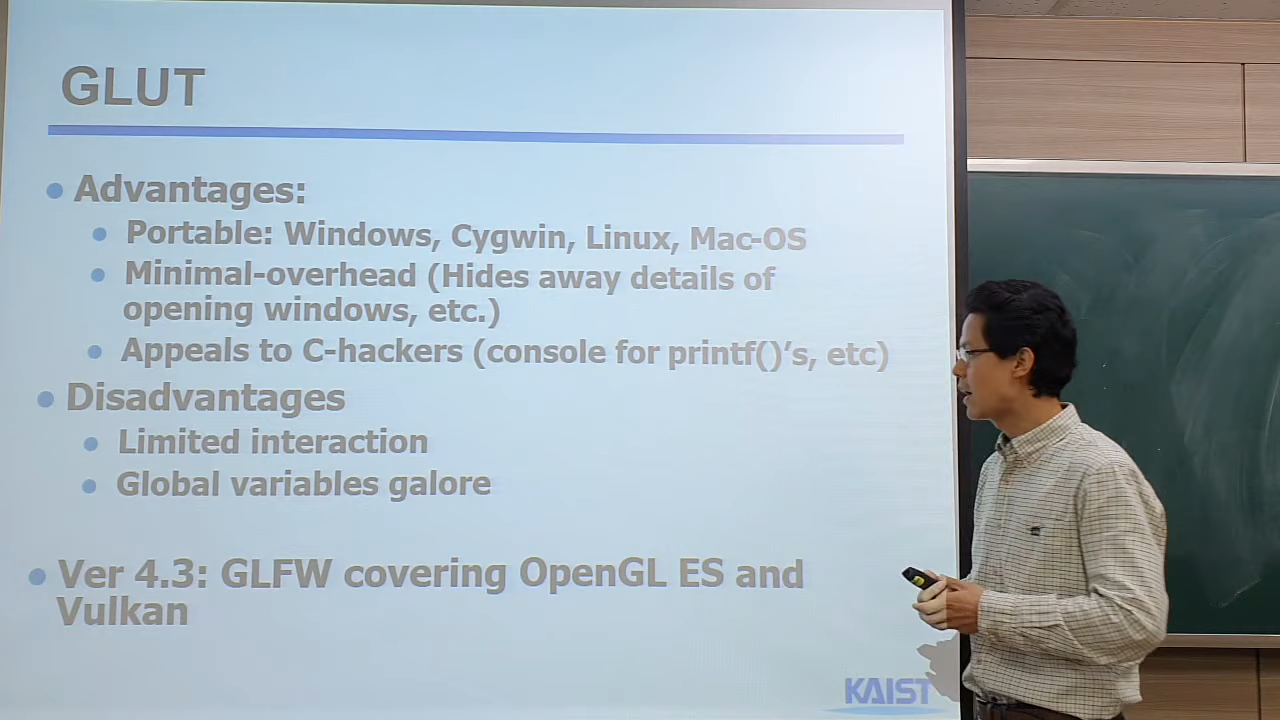 GLUT
Advantages:
Portable: Windows, Cygwin, Linux, Mac-OS
Minimal-overhead (Hides away details of
opening windows, etc.)
Appeals to C-hackers (console for printf()’s, etc)
Disadvantages
Limited interaction
Global variables galore
Ver 4.3: GLFW covering OpenGL ES and
Vulkan
KAIST